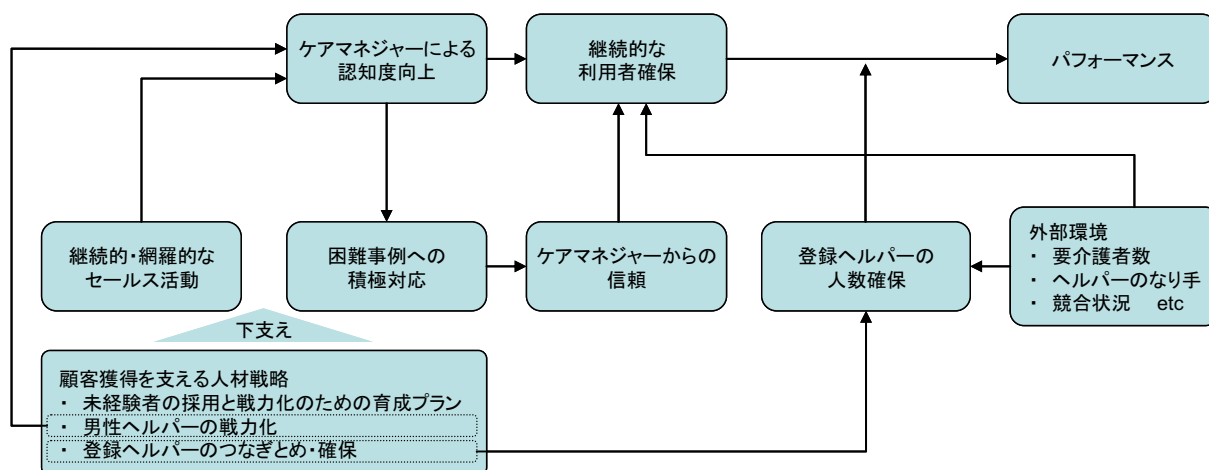 ケアマネジャーによる
認知度向上
継続的な
利用者確保
パフォーマンス
継続的・網羅的な
セールス活動
困難事例への
積極対応
ケアマネジャーからの
信頼
登録ヘルパーの
人数確保
外部環境
・ 要介護者数
・ ヘルパーのなり手
・ 競合状況 etc
下支え
顧客獲得を支える人材戦略
・ 未経験者の採用と戦力化のための育成プラン
・ 男性ヘルパーの戦力化
・ 登録ヘルパーのつなぎとめ・確保